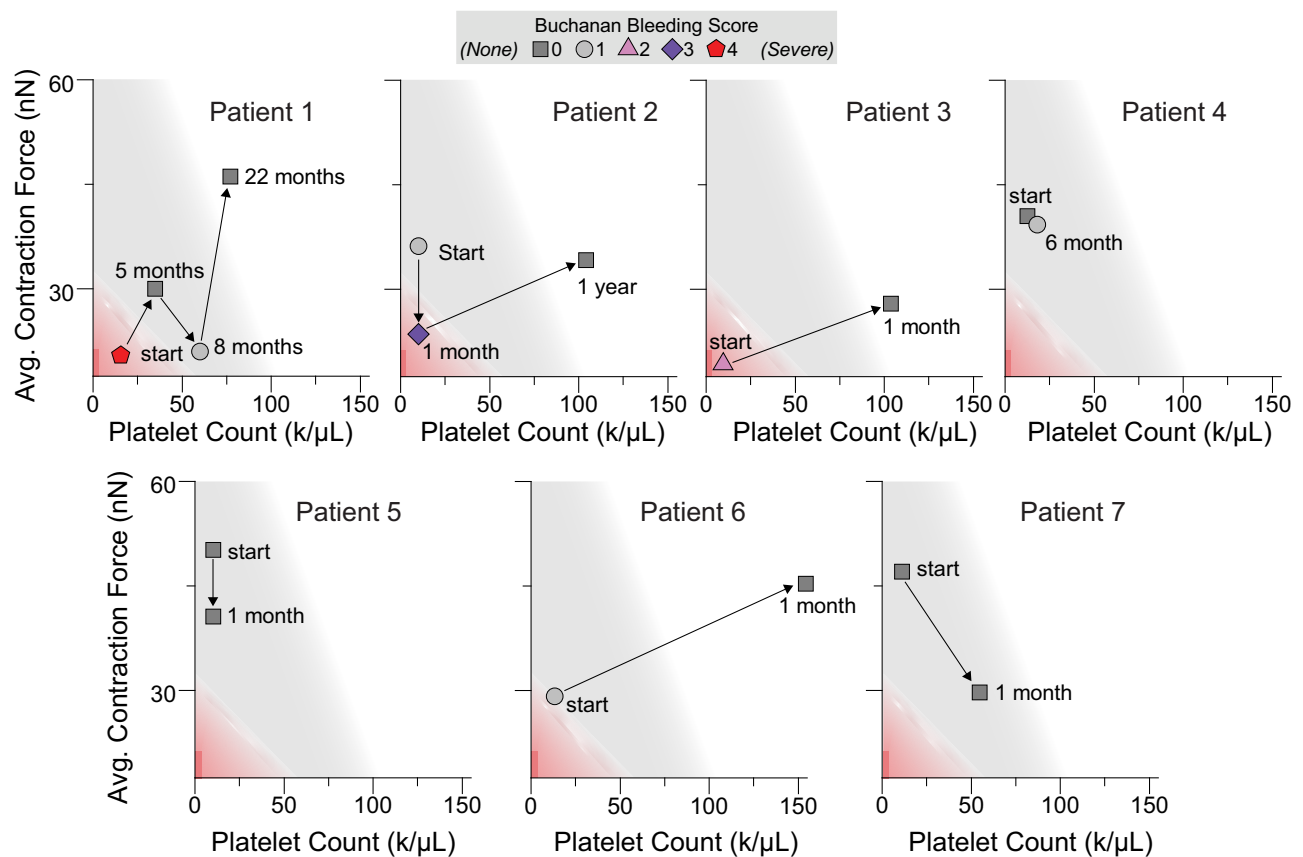 Buchanan Bleeding Score
(None) 0 1 2 3 4 (Severe)
Avg. Contraction Force (nN)
60
30
Patient 1
22 months
5 months
start
8 months
0 50 100 150
Platelet Count (k/µL)
Patient 2
Start
1 year
1 month
0 50 100 150
Platelet Count (k/µL)
Patient 3
start
1 month
0 50 100 150
Platelet Count (k/µL)
Patient 4
start
6 month
0 50 100 150
Platelet Count (k/µL)
Avg. Contraction Force (nN)
60
30
Patient 5
start
1 month
0 50 100 150
Platelet Count (k/µL)
Patient 6
1 month
start
0 50 100 150
Platelet Count (k/µL)
Patient 7
start
1 month
0 50 100 150
Platelet Count (k/µL)